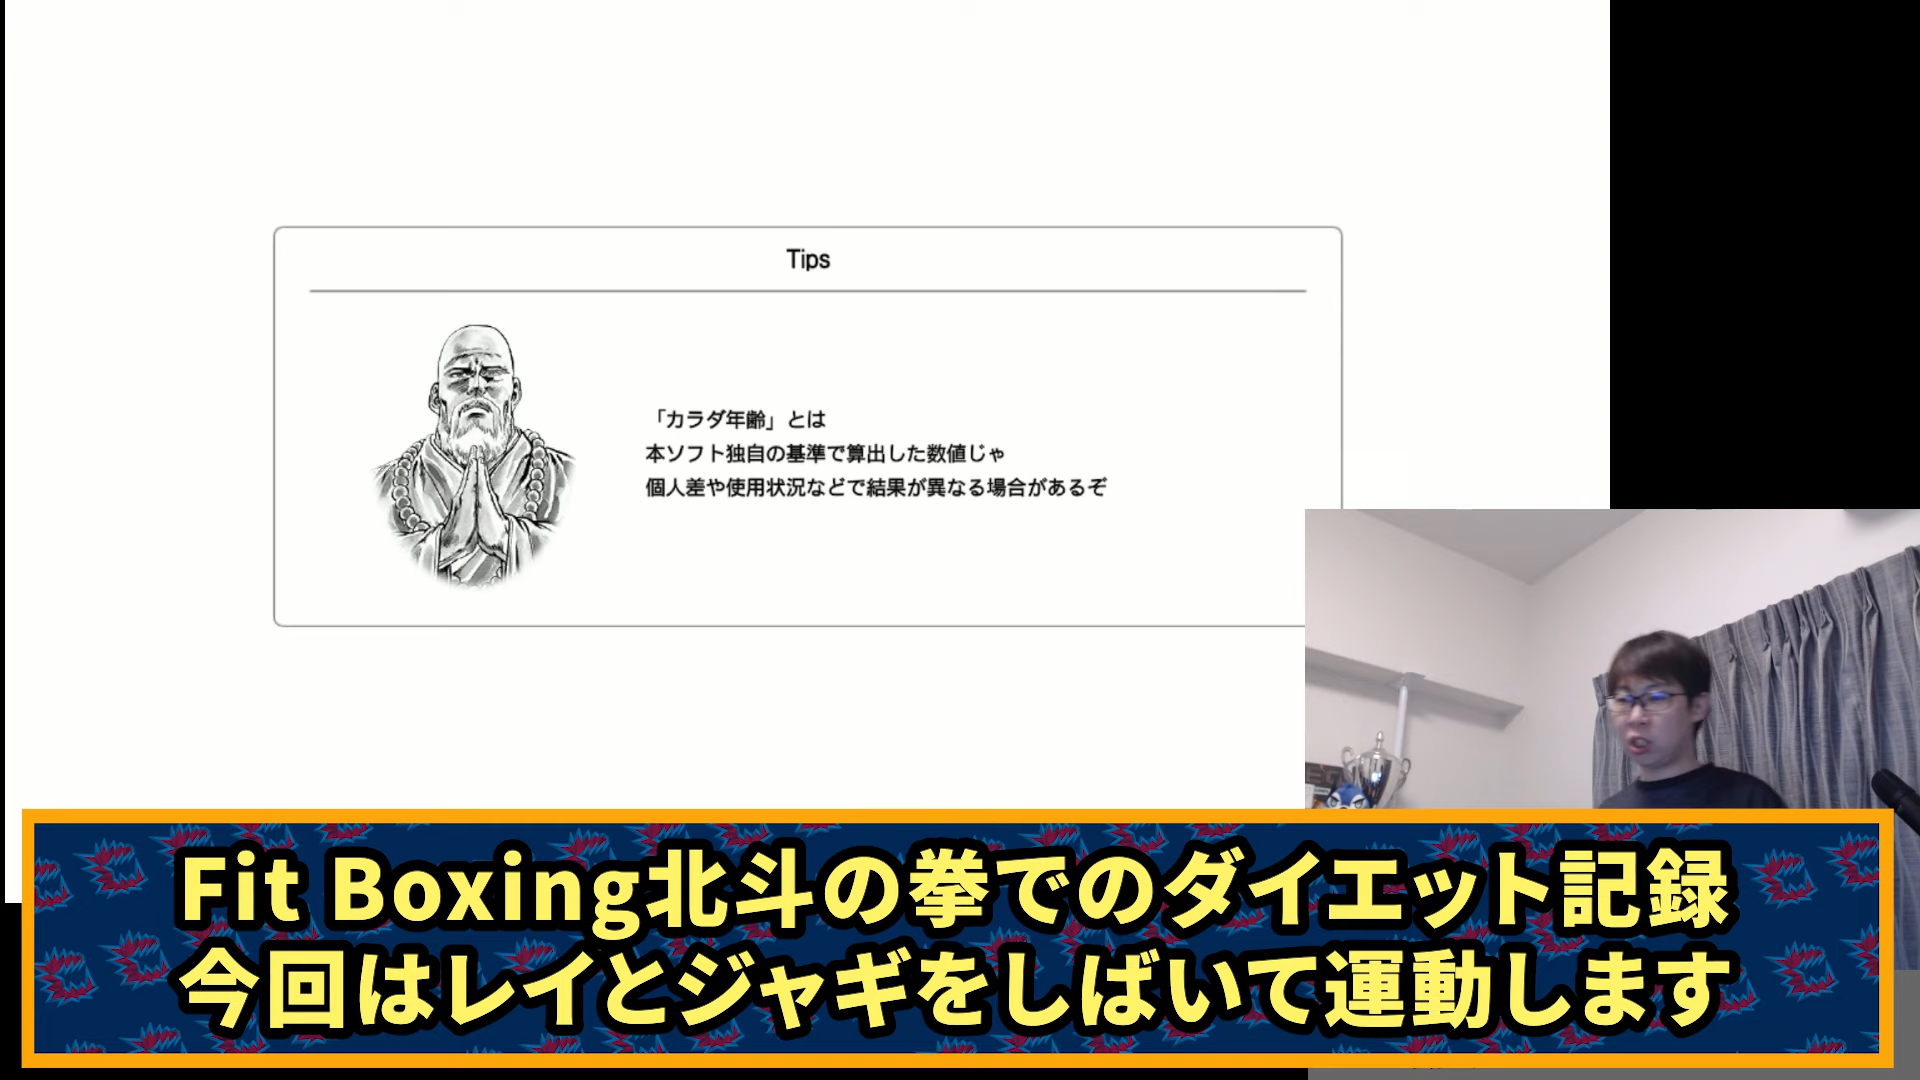 Tips
「カラダ年齢」とは
本ソフト独自の基準で算出した数値じゃ
個人差や使用状況などで結果が異なる場合があるぞ
Fit Boxing北斗の拳でのダイエット記録
今回はレイとジャギをしばいて運動します